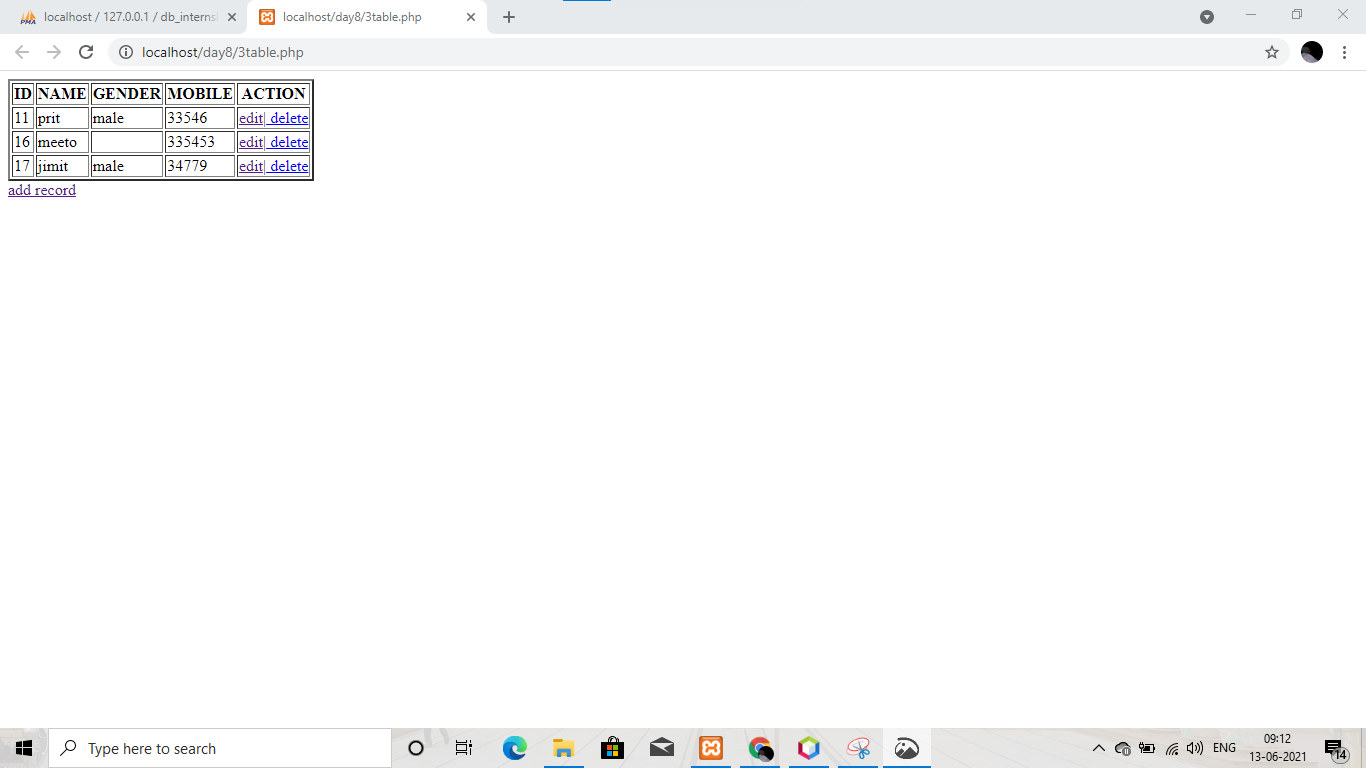 PMA localhost / 127.0.0.1 / db_interns localhost/day8/3table.php
localhost/day8/3table.php
ID NAME GENDER MOBILE ACTION
11 prit male 33546 edit| delete
16 meeto 335453 edit| delete
17 jimit male 34779 edit| delete
add record
Type here to search
ENG
09:12
13-06-2021
14